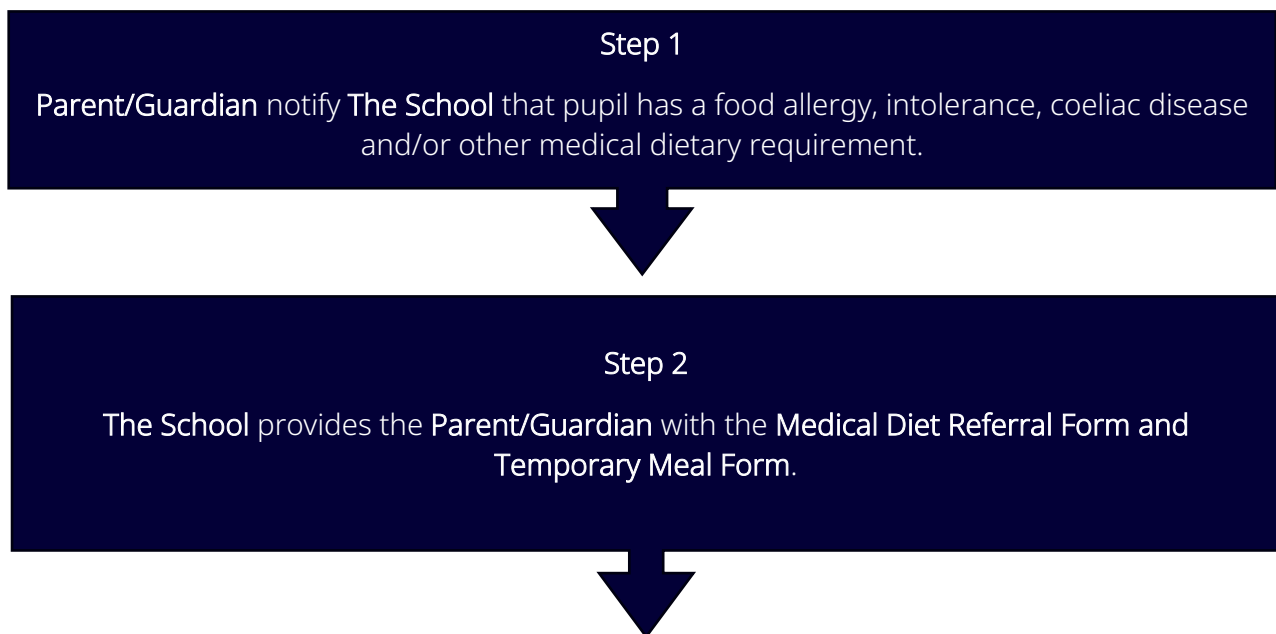 Step 1
Parent/Guardian notify The School that pupil has a food allergy, intolerance, coeliac disease
and/or other medical dietary requirement.
Step 2
The School provides the Parent/Guardian with the Medical Diet Referral Form and
Temporary Meal Form.